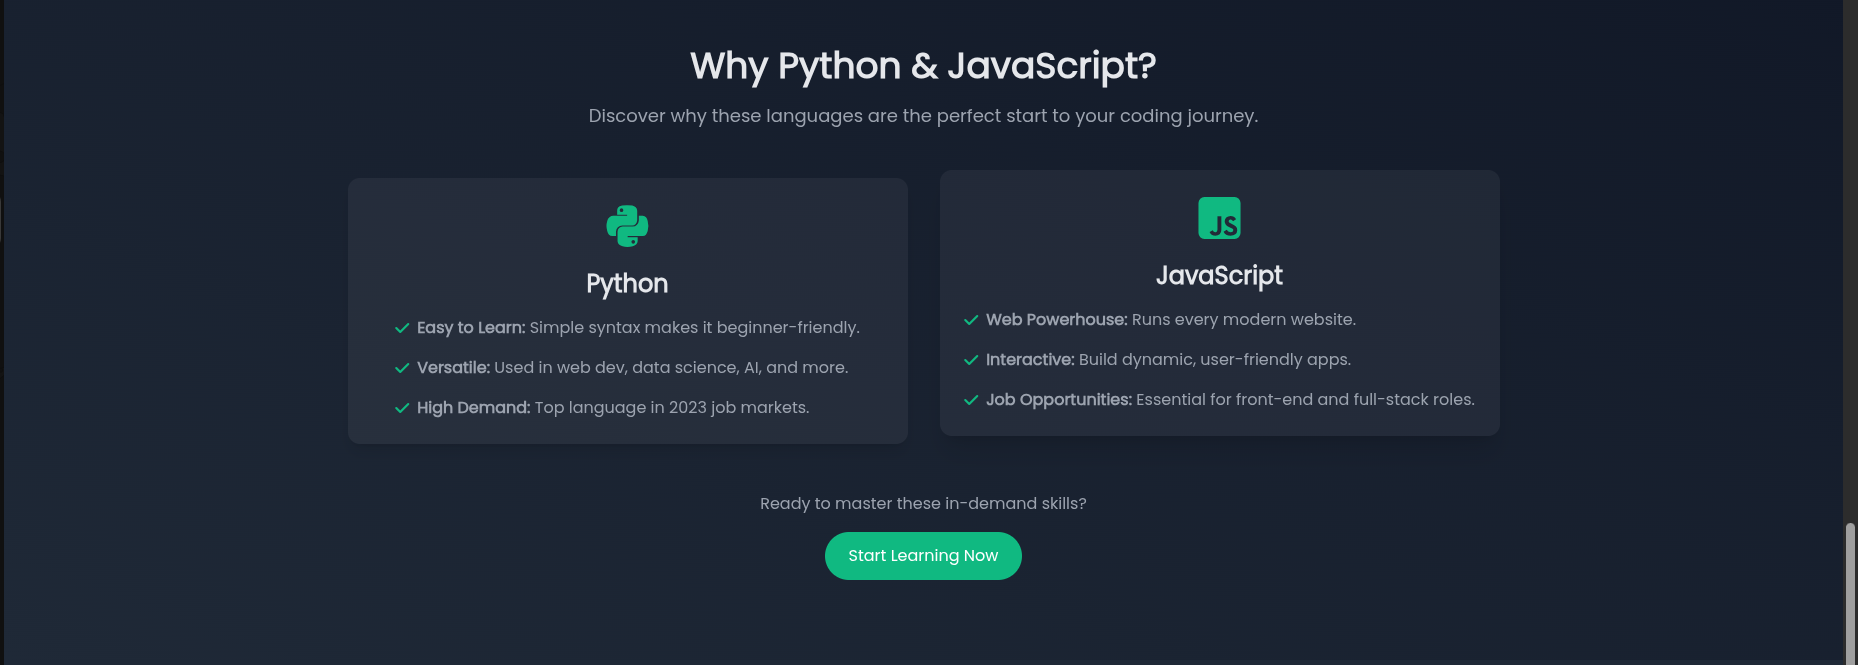 Why Python & JavaScript?
Discover why these languages are the perfect start to your coding journey.
Python
Easy to Learn: Simple syntax makes it beginner-friendly.
Versatile: Used in web dev, data science, AI, and more.
High Demand: Top language in 2023 job markets.
JS
JavaScript
Web Powerhouse: Runs every modern website.
Interactive: Build dynamic, user-friendly apps.
Job Opportunities: Essential for front-end and full-stack roles.
Ready to master these in-demand skills?
Start Learning Now